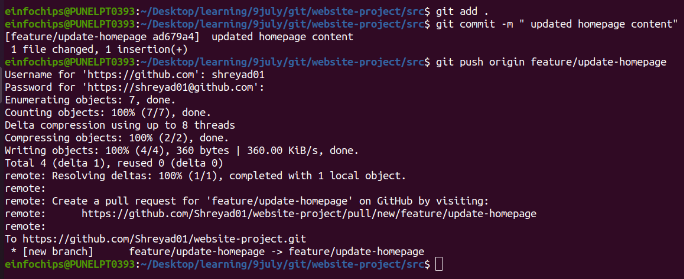 einfochips@PUNELPT0393:~/Desktop/learning/9july/git/website-project/src$ git add .
einfochips@PUNELPT0393:~/Desktop/learning/9july/git/website-project/src$ git commit -m " updated homepage content"
[feature/update-homepage ad679a4]  updated homepage content
 1 file changed, 1 insertion(+)
einfochips@PUNELPT0393:~/Desktop/learning/9july/git/website-project/src$ git push origin feature/update-homepage
Username for 'https://github.com': shreyad01
Password for 'https://shreyad01@github.com':
Enumerating objects: 7, done.
Counting objects: 100% (7/7), done.
Delta compression using up to 8 threads
Compressing objects: 100% (2/2), done.
Writing objects: 100% (4/4), 360 bytes | 360.00 KiB/s, done.
Total 4 (delta 1), reused 0 (delta 0)
remote: Resolving deltas: 100% (1/1), completed with 1 local object.
remote:
remote: Create a pull request for 'feature/update-homepage' on GitHub by visiting:
remote:      https://github.com/Shreyad01/website-project/pull/new/feature/update-homepage
remote:
To https://github.com/Shreyad01/website-project.git
 * [new branch]      feature/update-homepage -> feature/update-homepage
einfochips@PUNELPT0393:~/Desktop/learning/9july/git/website-project/src$